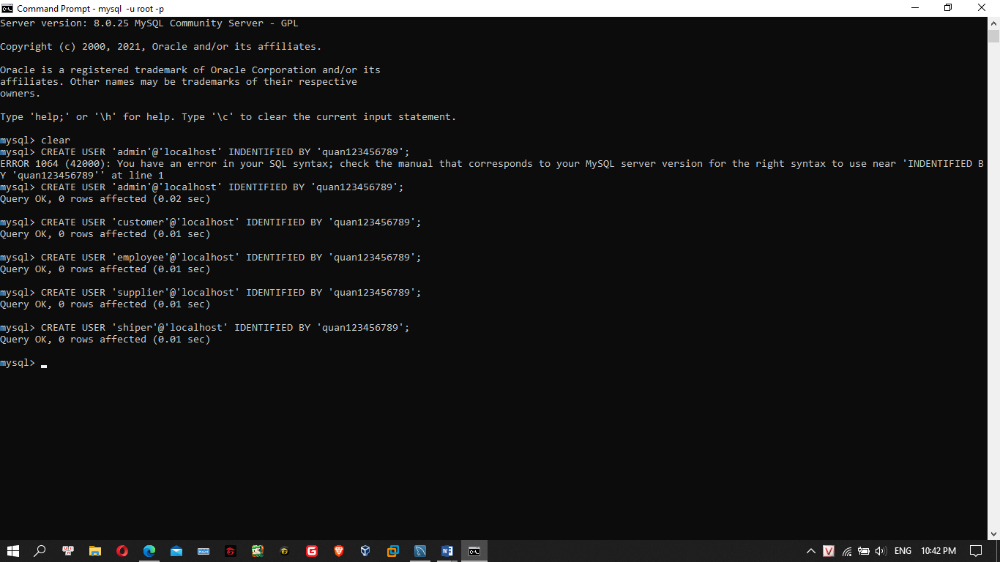 Command Prompt - mysql  -u root -p
Server version: 8.0.25 MySQL Community Server - GPL
Copyright (c) 2000, 2021, Oracle and/or its affiliates.
Oracle is a registered trademark of Oracle Corporation and/or its
affiliates. Other names may be trademarks of their respective
owners.
Type 'help;' or '\h' for help. Type '\c' to clear the current input statement.
mysql> clear
mysql> CREATE USER 'admin'@'localhost' INDENTIFIED BY 'quan123456789';
ERROR 1064 (42000): You have an error in your SQL syntax; check the manual that corresponds to your MySQL server version for the right syntax to use near 'INDENTIFIED B
Y 'quan123456789'' at line 1
mysql> CREATE USER 'admin'@'localhost' IDENTIFIED BY 'quan123456789';
Query OK, 0 rows affected (0.02 sec)
mysql> CREATE USER 'customer'@'localhost' IDENTIFIED BY 'quan123456789';
Query OK, 0 rows affected (0.01 sec)
mysql> CREATE USER 'employee'@'localhost' IDENTIFIED BY 'quan123456789';
Query OK, 0 rows affected (0.01 sec)
mysql> CREATE USER 'supplier'@'localhost' IDENTIFIED BY 'quan123456789';
Query OK, 0 rows affected (0.01 sec)
mysql> CREATE USER 'shiper'@'localhost' IDENTIFIED BY 'quan123456789';
Query OK, 0 rows affected (0.01 sec)
mysql>
ENG 10:42 PM